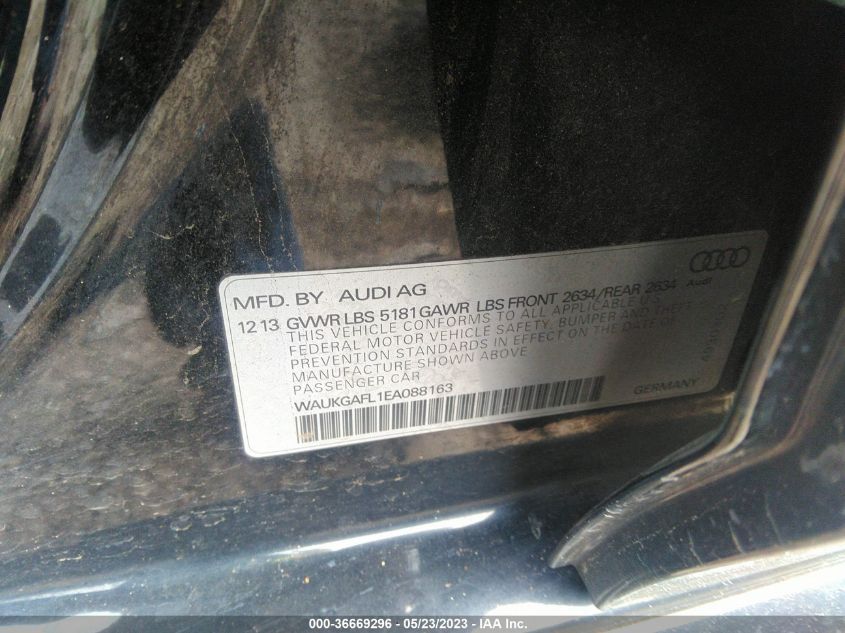 MFD. BY AUDI AG
Audi
12 13 GVWR LBS 5181 GAWR LBS FRONT 2634/REAR 2634
THIS VEHICLE CONFORMS TO ALL APPLICABLE U.S.
FEDERAL MOTOR VEHICLE SAFETY, BUMPER AND THEFT
PREVENTION STANDARDS IN EFFECT ON THE DATE OF
MANUFACTURE SHOWN ABOVE
PASSENGER CAR
WAUKGAFL1EA088163
GERMANY
000-36669296 - 05/23/2023 - IAA Inc.